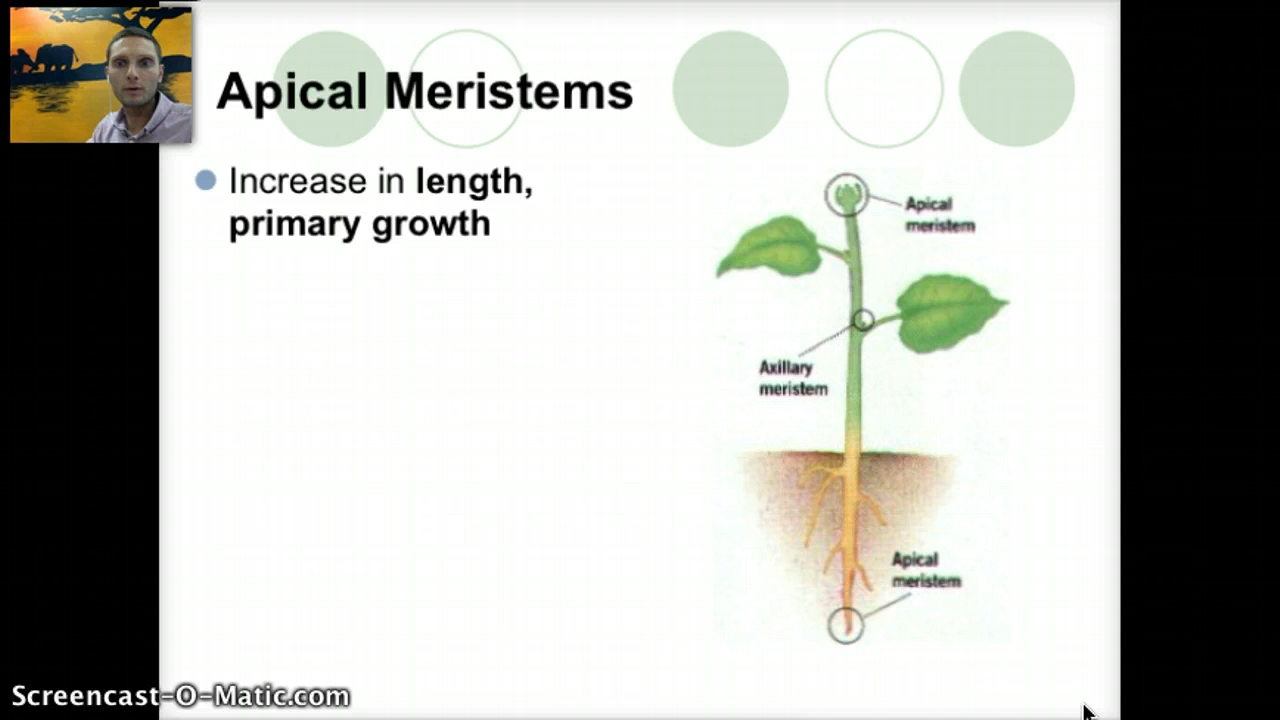 Apical Meristems
Increase in length,
primary growth
Apical
meristem
Axillary
meristem
Apical
meristem
Screencast-O-Matic.com